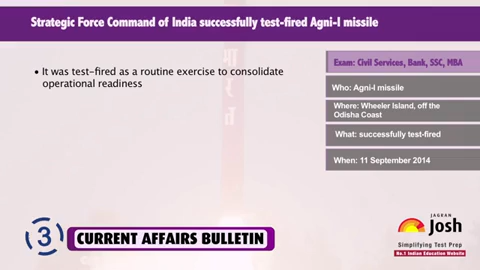 Strategic Force Command of India successfully test-fired Agni-I missile
• It was test-fired as a routine exercise to consolidate
operational readiness
Exam: Civil Services, Bank, SSC, MBA
Who: Agni-I missile
Where: Wheeler Island, off the
Odisha Coast
What: successfully test-fired
When: 11 September 2014
3
CURRENT AFFAIRS BULLETIN
JAGRAN
Josh
Simplifying Test Prep
No.1 Indian Education Website